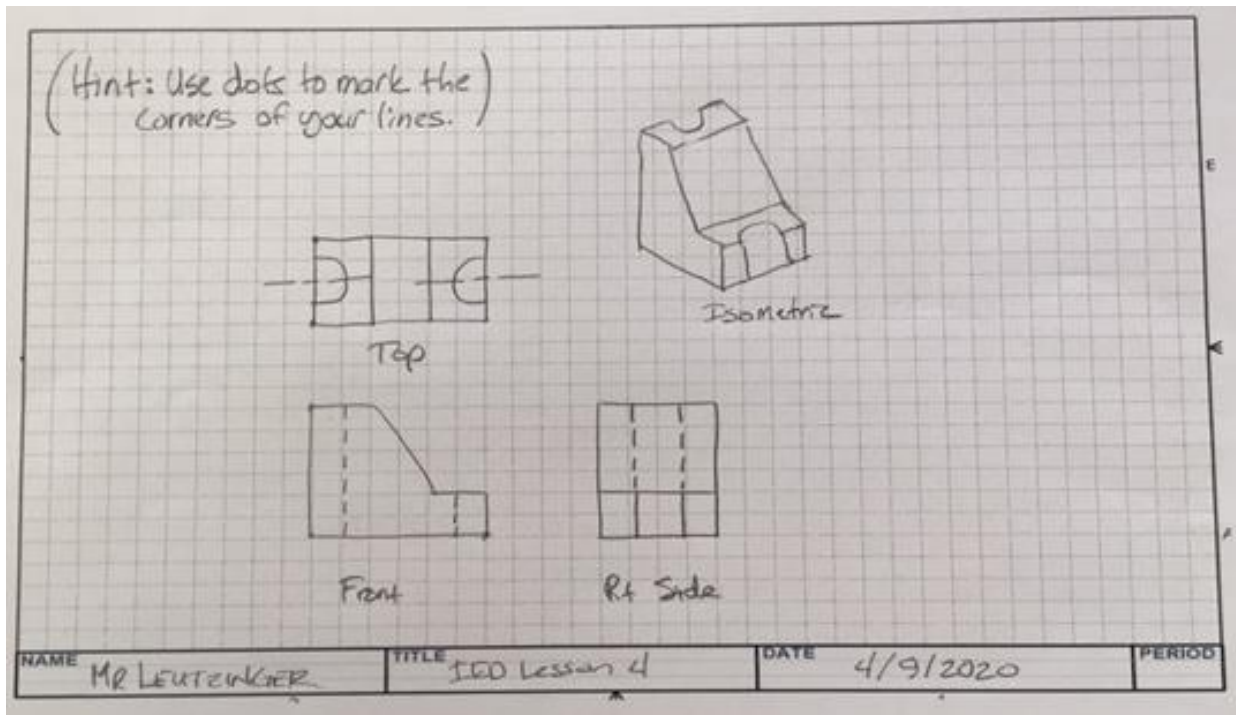 (Hint: Use dots to mark the
corners of your lines.)
Isometric
Top
Front
Rt Side
E
NAME MR LEUTZINGER
TITLE IED Lesson 4
DATE 4/9/2020
PERIOD